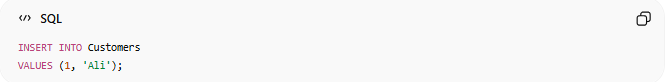 SQL
INSERT INTO Customers
VALUES (1, 'Ali');